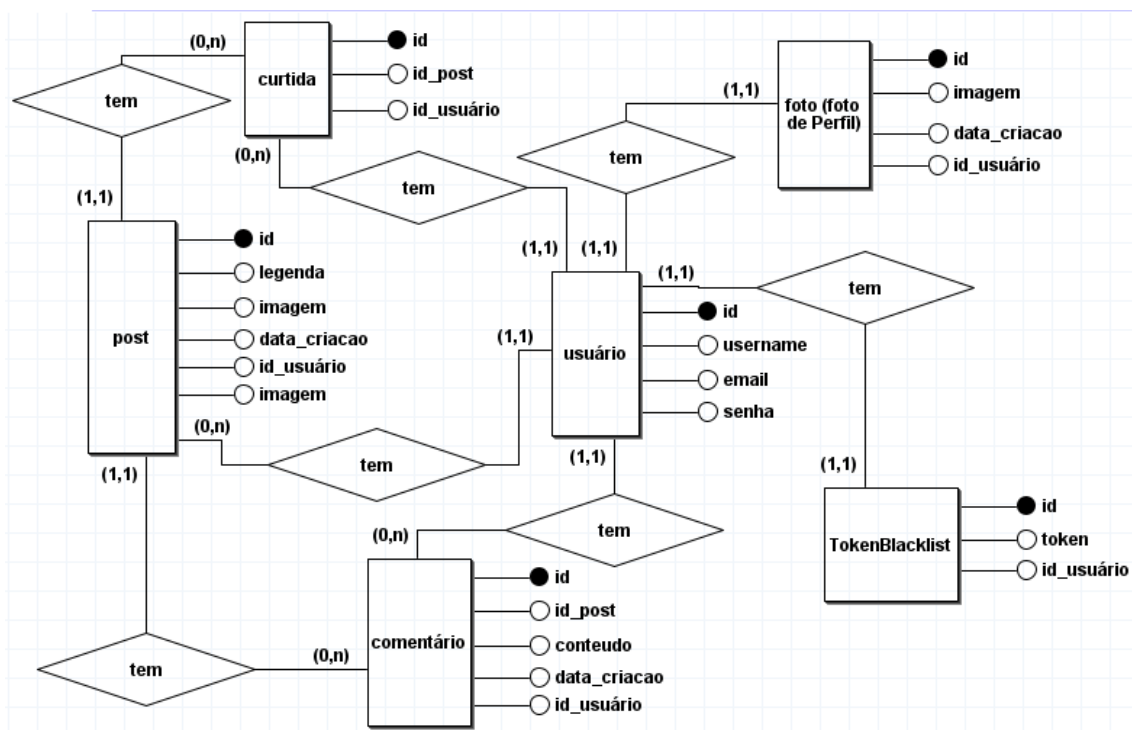 (0,n)
curtida
id
id_post
id_usuário
tem
(0,n)
tem
(1,1)
foto (foto
de Perfil)
id
imagem
data_criacao
id_usuário
tem
(1,1)
(1,1)
(1,1)
(1,1)
tem
post
id
legenda
imagem
data_criacao
id_usuário
imagem
(1,1)
usuário
id
username
email
senha
(0,n)
tem
(1,1)
(1,1)
tem
(1,1)
TokenBlacklist
id
token
id_usuário
(0,n)
comentário
id
id_post
conteudo
data_criacao
id_usuário
tem
(0,n)